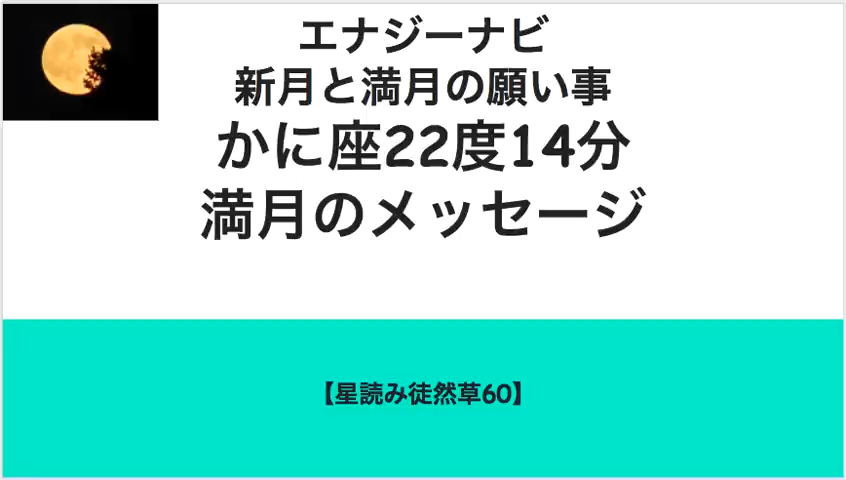 エナジーナビ
新月と満月の願い事
かに座22度14分
満月のメッセージ
【星読み徒然草60】